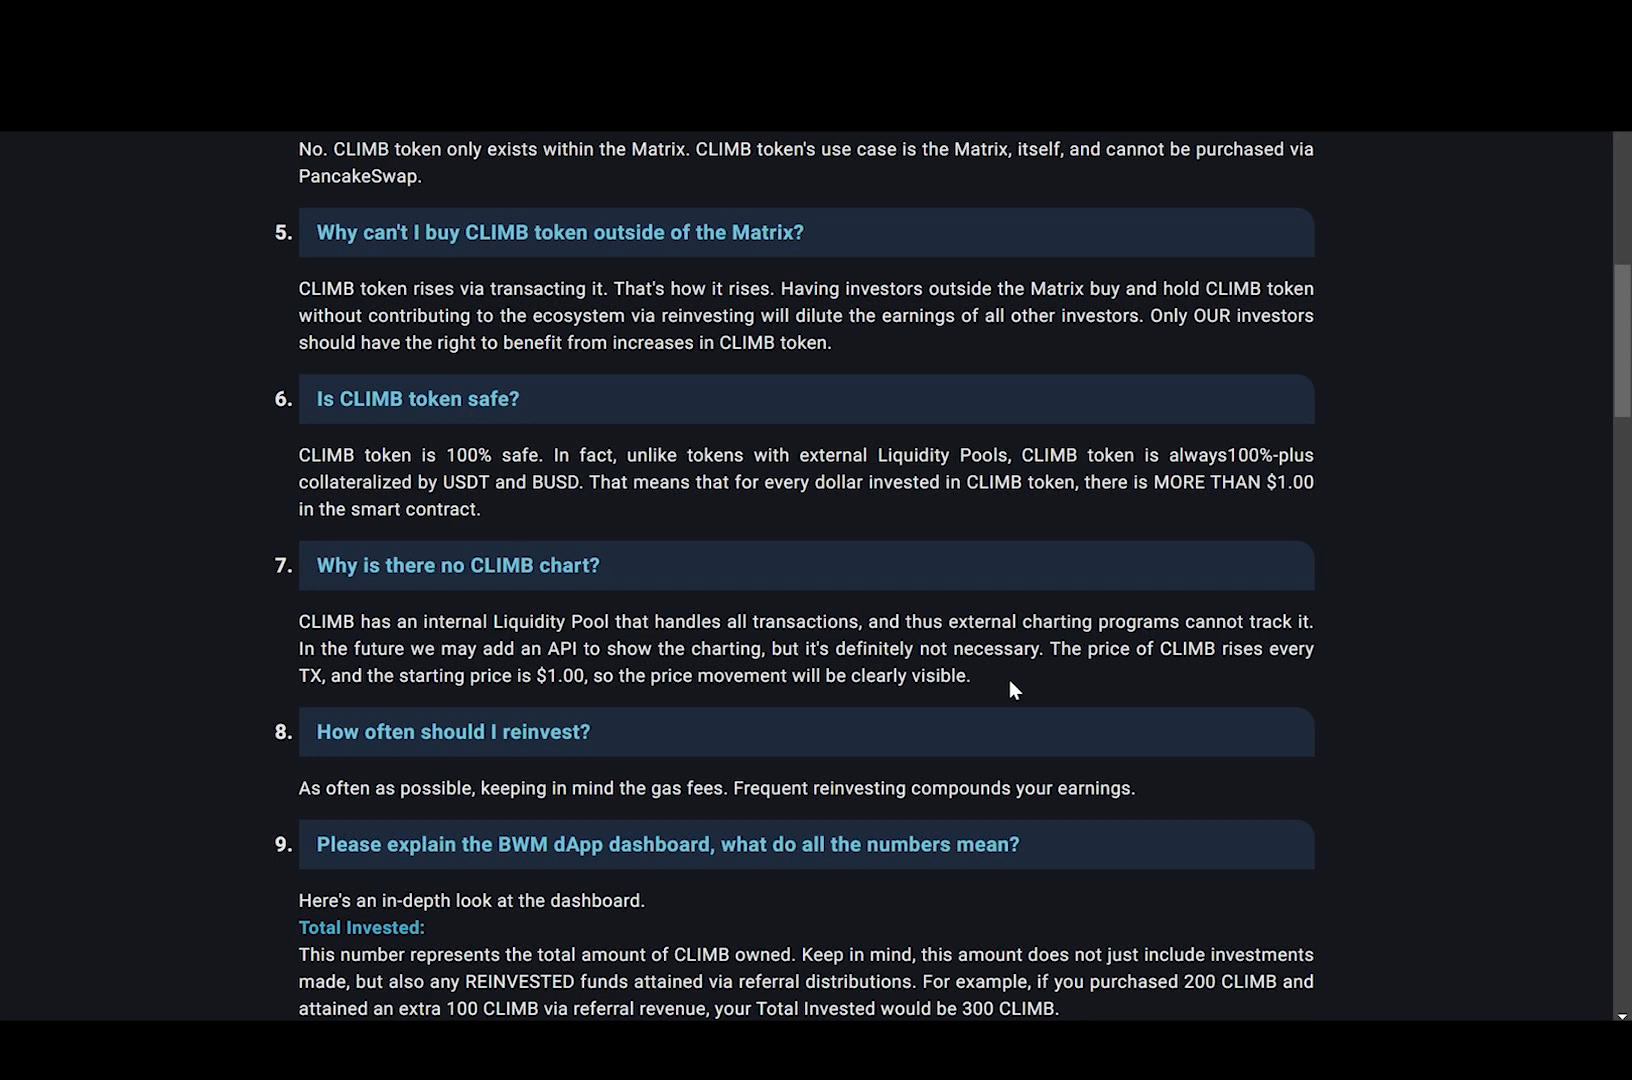 No. CLIMB token only exists within the Matrix. CLIMB token's use case is the Matrix, itself, and cannot be purchased via
PancakeSwap.
5. Why can't I buy CLIMB token outside of the Matrix?
CLIMB token rises via transacting it. That's how it rises. Having investors outside the Matrix buy and hold CLIMB token
without contributing to the ecosystem via reinvesting will dilute the earnings of all other investors. Only OUR investors
should have the right to benefit from increases in CLIMB token.
6. Is CLIMB token safe?
CLIMB token is 100% safe. In fact, unlike tokens with external Liquidity Pools, CLIMB token is always100%-plus
collateralized by USDT and BUSD. That means that for every dollar invested in CLIMB token, there is MORE THAN $1.00
in the smart contract.
7. Why is there no CLIMB chart?
CLIMB has an internal Liquidity Pool that handles all transactions, and thus external charting programs cannot track it.
In the future we may add an API to show the charting, but it's definitely not necessary. The price of CLIMB rises every
TX, and the starting price is $1.00, so the price movement will be clearly visible.
8. How often should I reinvest?
As often as possible, keeping in mind the gas fees. Frequent reinvesting compounds your earnings.
9. Please explain the BWM dApp dashboard, what do all the numbers mean?
Here's an in-depth look at the dashboard.
Total Invested:
This number represents the total amount of CLIMB owned. Keep in mind, this amount does not just include investments
made, but also any REINVESTED funds attained via referral distributions. For example, if you purchased 200 CLIMB and
attained an extra 100 CLIMB via referral revenue, your Total Invested would be 300 CLIMB.